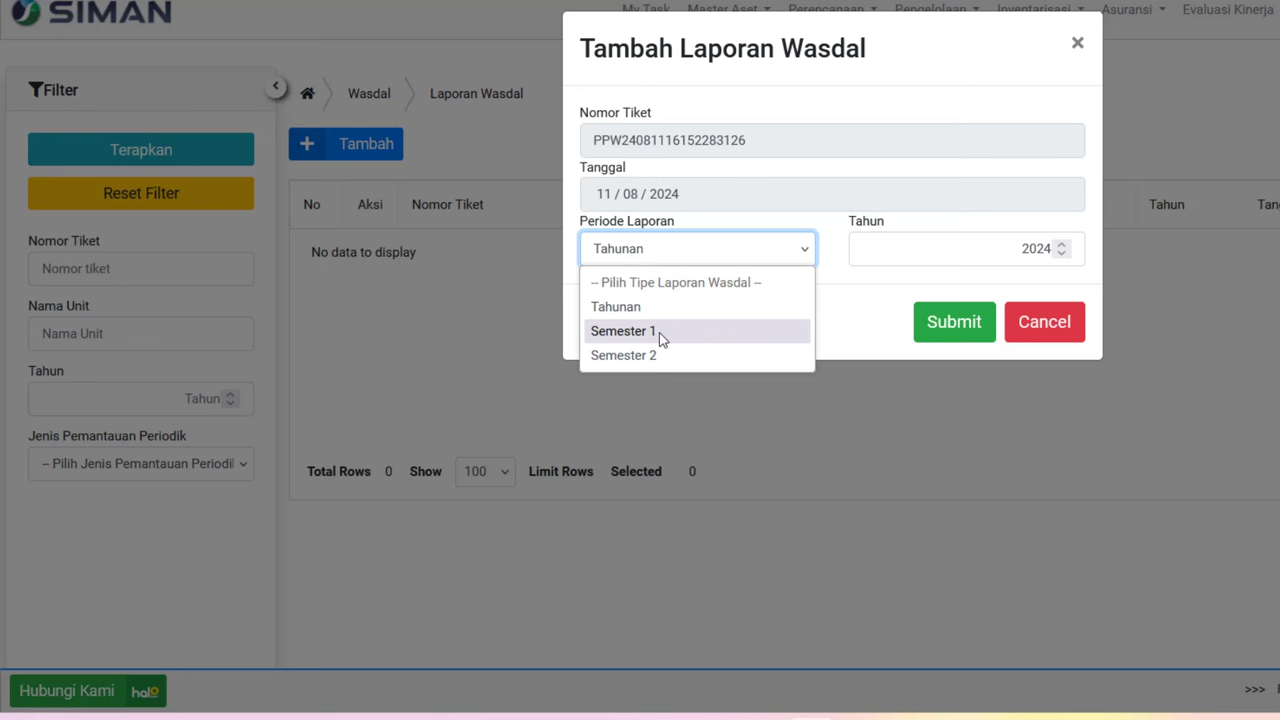 SIMAN
My Task Master Aset Perencanaan Pengelolaan Inventarisasi Asuransi Evaluasi Kinerja
Filter
Terapkan
Reset Filter
Nomor Tiket
Nomor tiket
Nama Unit
Nama Unit
Tahun
Tahun
Jenis Pemantauan Periodik
-- Pilih Jenis Pemantauan Periodi
Wasdal
Laporan Wasdal
+ Tambah
No Aksi Nomor Tiket Tahun Tan
No data to display
Total Rows 0 Show 100 Limit Rows Selected 0
Tambah Laporan Wasdal
×
Nomor Tiket
PPW24081116152283126
Tanggal
11 / 08 / 2024
Periode Laporan
Tahunan
Tahun
2024
-- Pilih Tipe Laporan Wasdal --
Tahunan
Semester 1
Semester 2
Submit
Cancel
Hubungi Kami halo
>>>